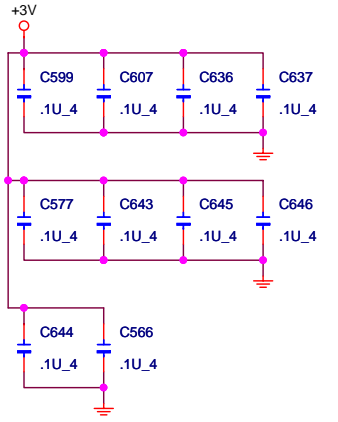 +3V
C599 C607 C636 C637
.1U_4 .1U_4 .1U_4 .1U_4
C577 C643 C645 C646
.1U_4 .1U_4 .1U_4 .1U_4
C644 C566
.1U_4 .1U_4